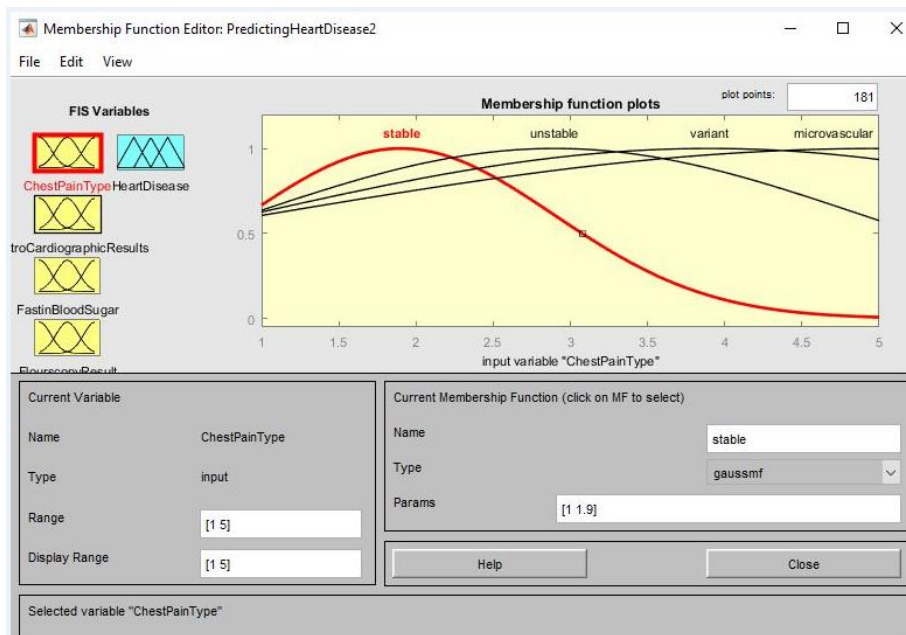 Membership Function Editor: PredictingHeartDisease2
File Edit View
FIS Variables
ChestPainType HeartDisease
troCardiographicResults
FastinBloodSugar
FlourscopyResult
Membership function plots
plot points: 181
stable unstable variant microvascular
1
0.5
0
1 1.5 2 2.5 3 3.5 4 4.5 5
input variable "ChestPainType"
Current Variable
Name ChestPainType
Type input
Range [1 5]
Display Range [1 5]
Current Membership Function (click on MF to select)
Name stable
Type gaussmf
Params [1 1.9]
Help Close
Selected variable "ChestPainType"